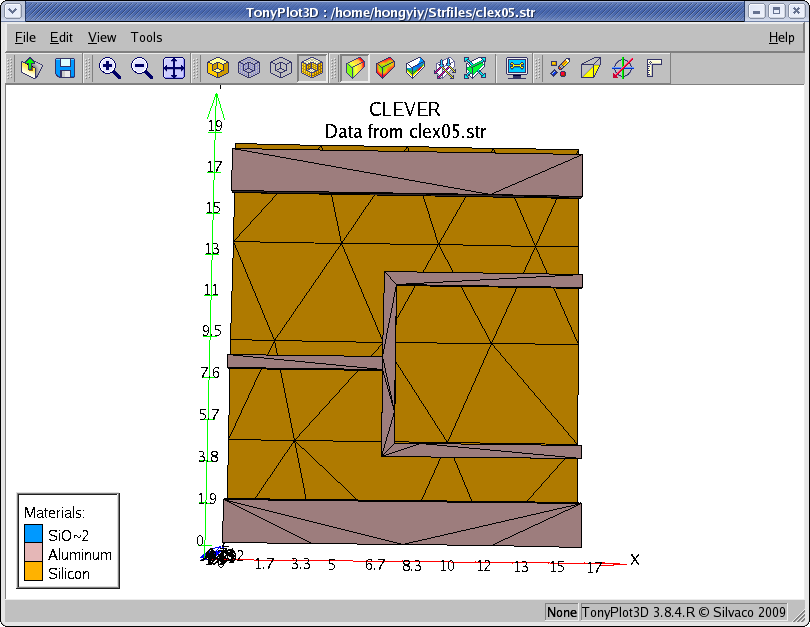 TonyPlot3D : /home/hongyiy/Strfiles/clex05.str
File Edit View Tools Help
CLEVER
Data from clex05.str
19
17
15
13
11
9.5
7.6
5.7
3.8
1.9
0
1.7 3.3 5 6.7 8.3 10 12 13 15 17 X
Materials:
SiO~2
Aluminum
Silicon
None TonyPlot3D 3.8.4.R © Silvaco 2009